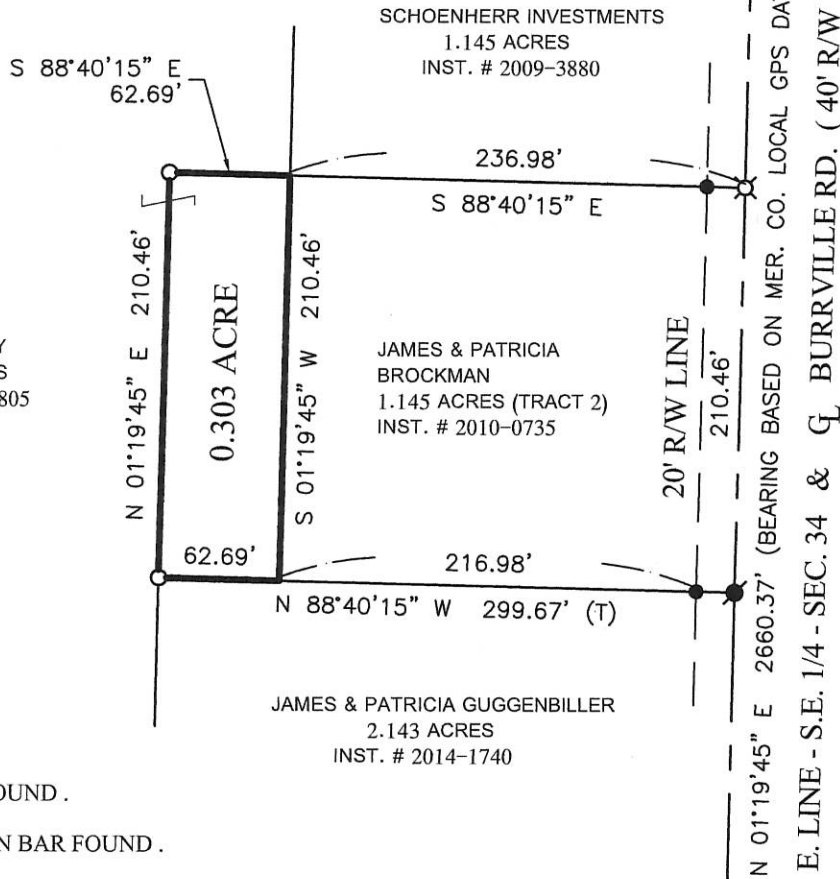 SCHOENHERR INVESTMENTS
1.145 ACRES
INST. # 2009-3880
S 88°40'15" E
62.69'
236.98'
S 88°40'15" E
N 01°19'45" E 210.46'
0.303 ACRE
S 01°19'45" W 210.46'
JAMES & PATRICIA
BROCKMAN
1.145 ACRES (TRACT 2)
INST. # 2010-0735
20' R/W LINE
210.46'
Y
S
805
62.69'
216.98'
N 88°40'15" W 299.67' (T)
JAMES & PATRICIA GUGGENBILLER
2.143 ACRES
INST. # 2014-1740
OUND .
N BAR FOUND .
N 01°19'45" E 2660.37' (BEARING BASED ON MER. CO. LOCAL GPS DA
E. LINE - S.E. 1/4 - SEC. 34 & CL BURRVILLE RD. ( 40' R/W